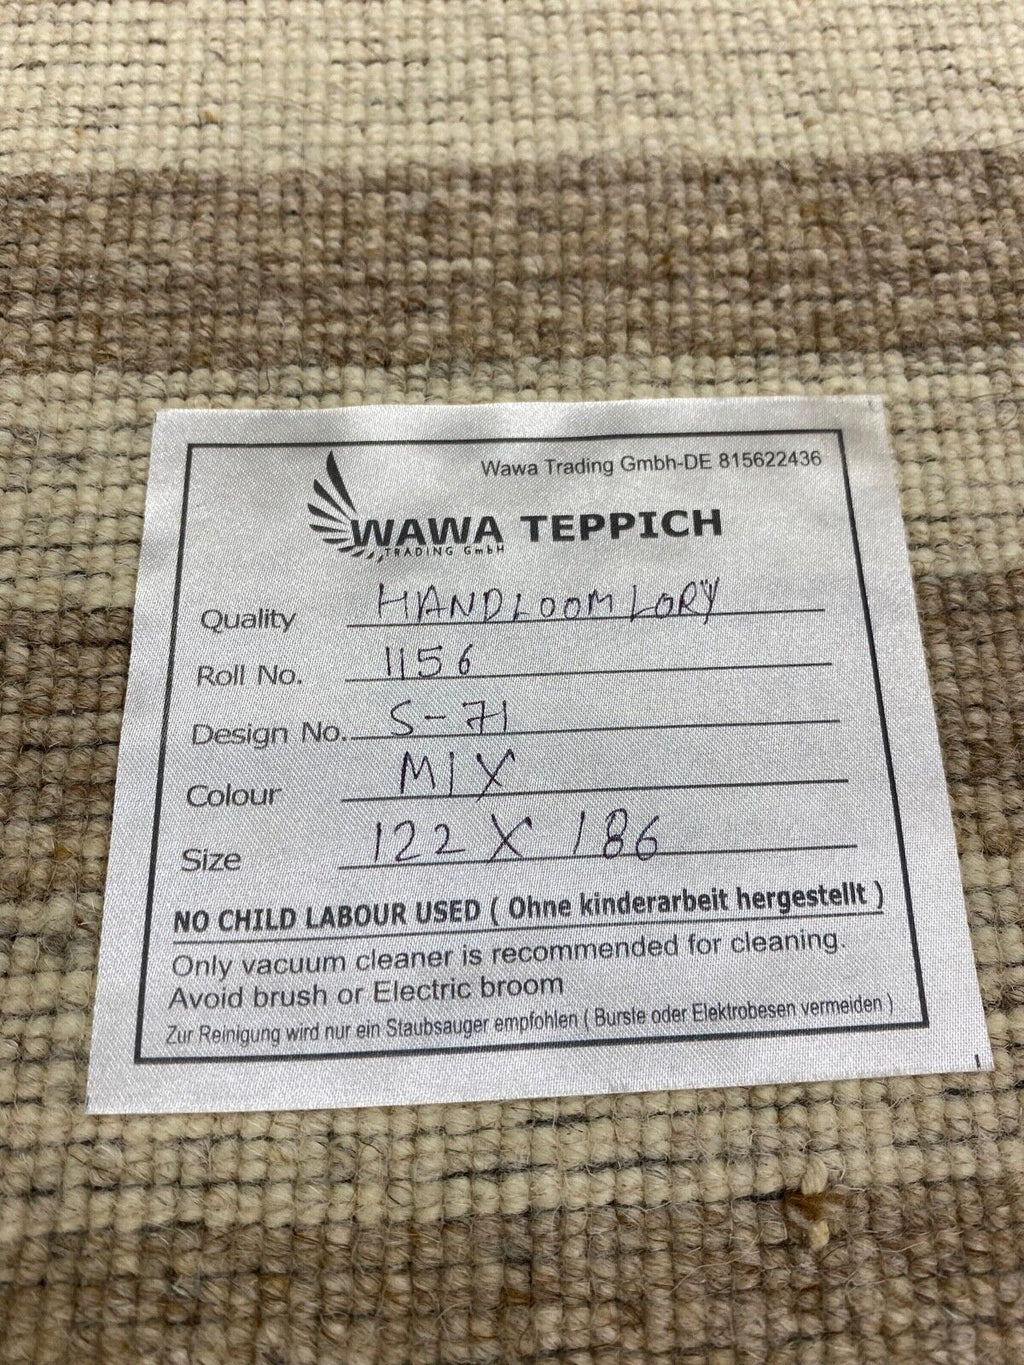 Wawa Trading Gmbh-DE 815622436
WAWA TEPPICH
TRADING GmbH
Quality HANDLOOM LORY
Roll No. 1156
Design No. S-71
Colour MIX
Size 122 X 186
NO CHILD LABOUR USED ( Ohne kinderarbeit hergestellt )
Only vacuum cleaner is recommended for cleaning.
Avoid brush or Electric broom
Zur Reinigung wird nur ein Staubsauger empfohlen ( Burste oder Elektrobesen vermeiden )